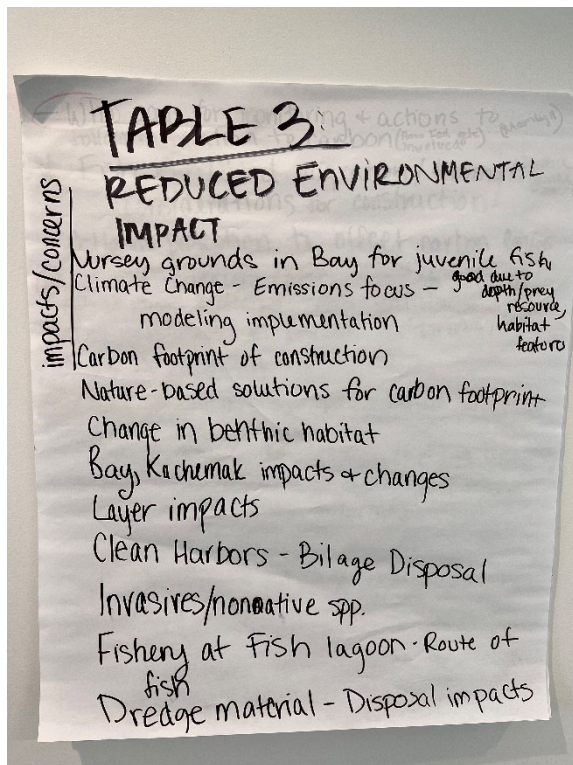 TABLE 3
REDUCED ENVIRONMENTAL
IMPACT
impacts/concerns
Nursey grounds in Bay for juvenile fish,
good due to
depth/prey
resource,
habitat
features
Climate Change - Emissions focus -
modeling implementation
Carbon footprint of construction
Nature-based solutions for carbon footprint
Change in benthic habitat
Bay, Kachemak impacts & changes
Layer impacts
Clean Harbors - Bilage Disposal
Invasives/nonnative spp.
Fishery at Fish lagoon - Route of
fish
Dredge material - Disposal impacts